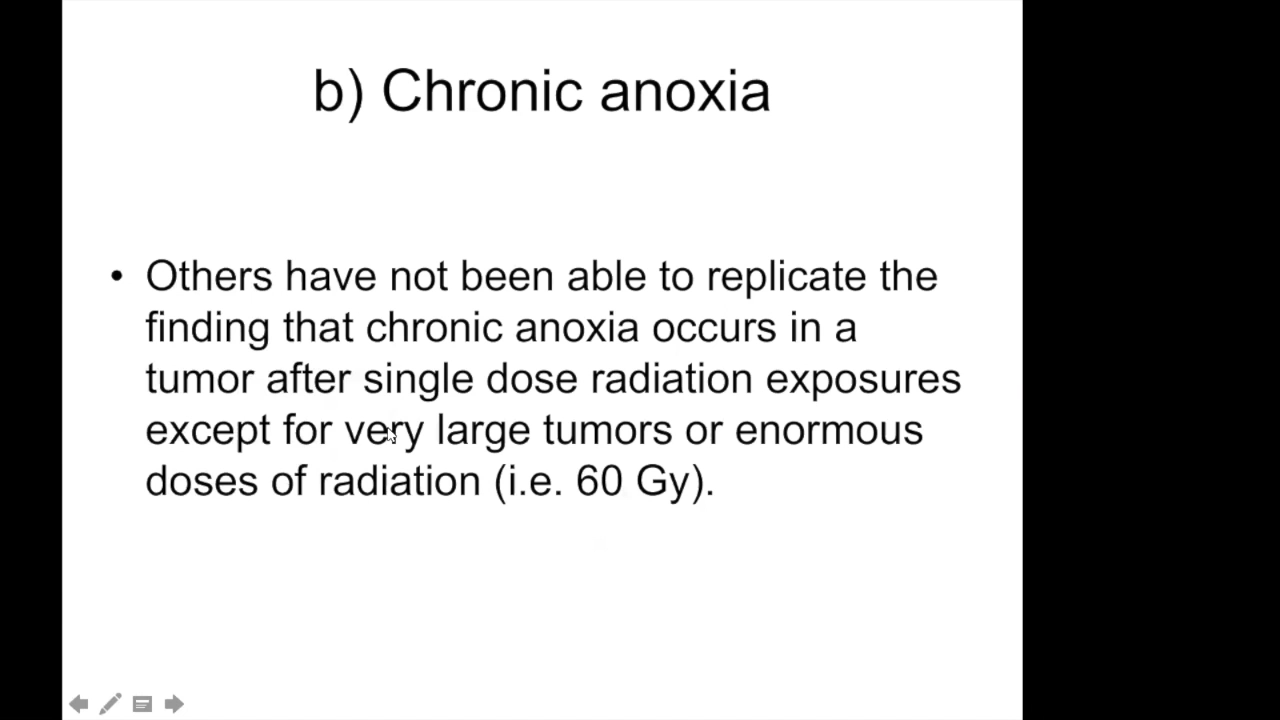 b) Chronic anoxia
• Others have not been able to replicate the
finding that chronic anoxia occurs in a
tumor after single dose radiation exposures
except for very large tumors or enormous
doses of radiation (i.e. 60 Gy).